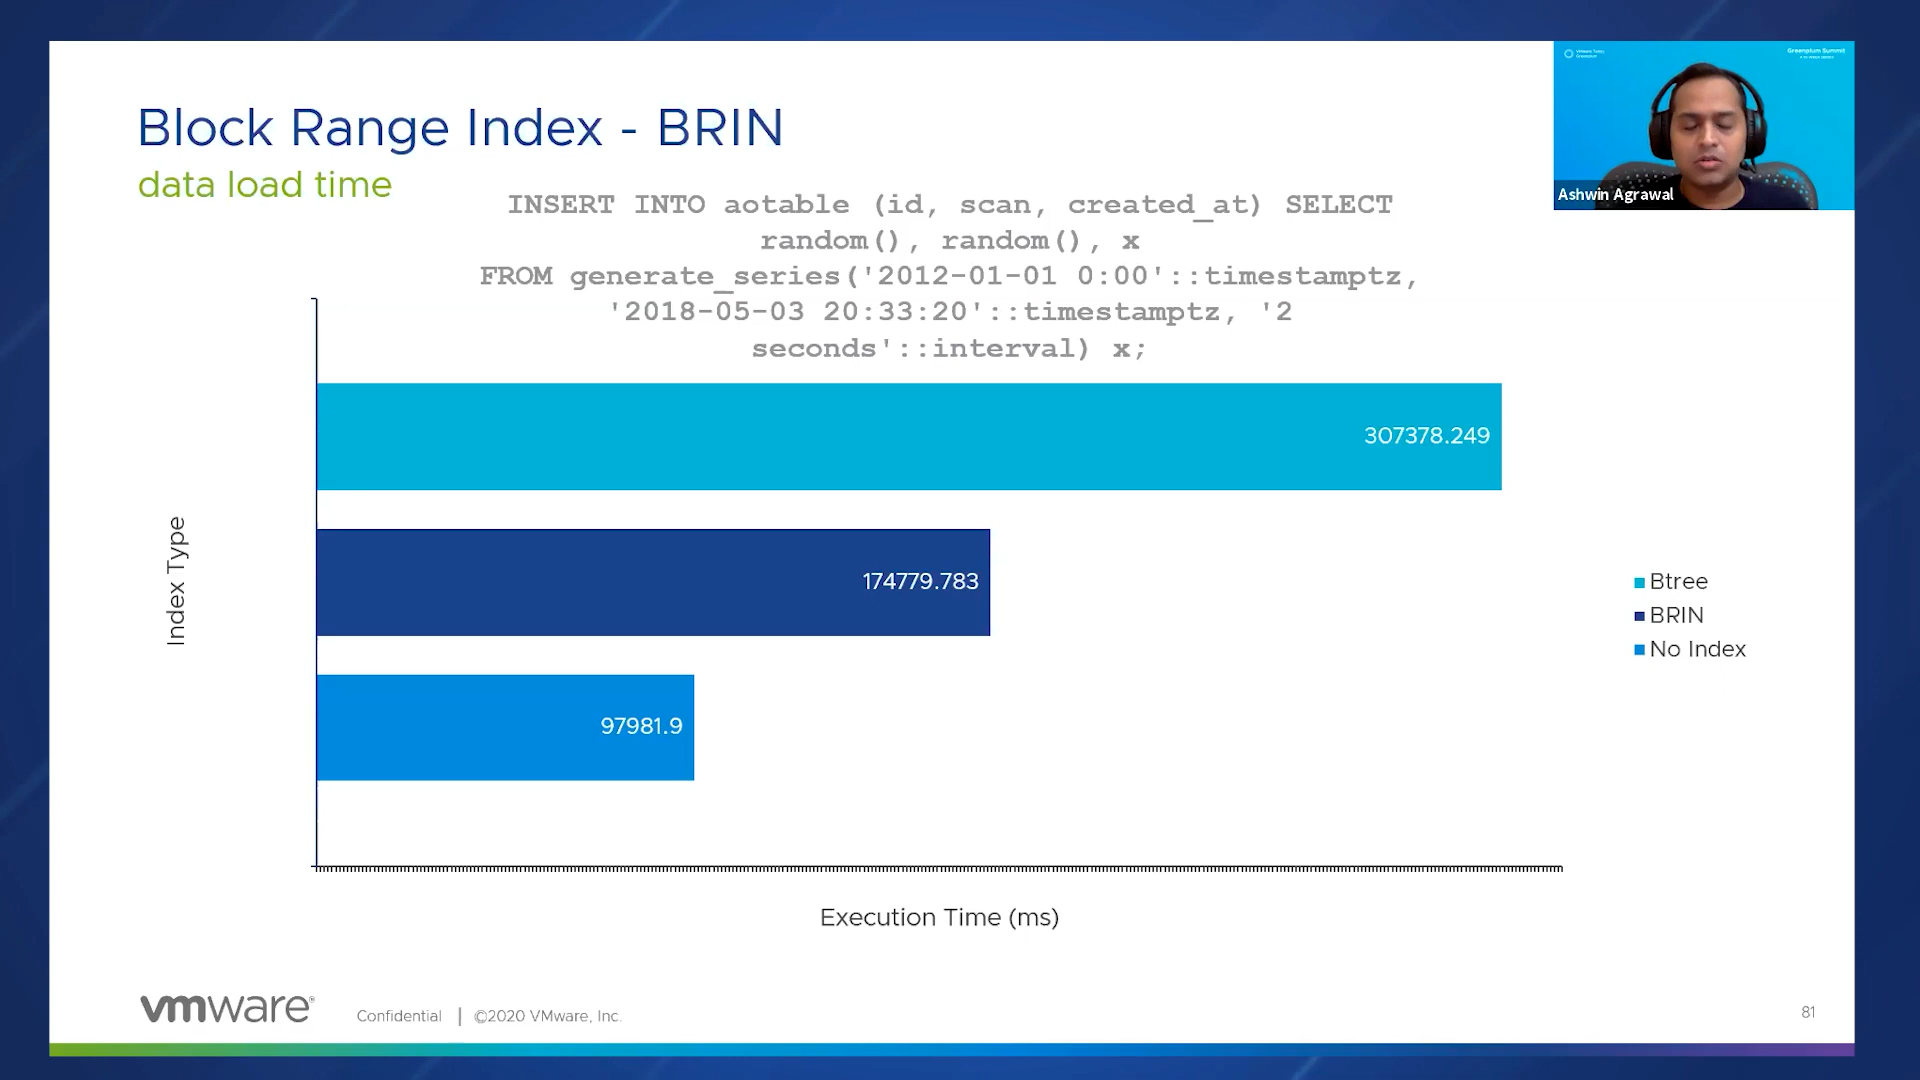 Block Range Index - BRIN
data load time
INSERT INTO aotable (id, scan, created_at) SELECT
random(), random(), x
FROM generate_series('2012-01-01 0:00'::timestamptz,
'2018-05-03 20:33:20'::timestamptz, '2
seconds'::interval) x;
Greenplum Summit
Ashwin Agrawal
307378.249
174779.783
97981.9
Index Type
Btree
BRIN
No Index
Execution Time (ms)
vmware®
Confidential | ©2020 VMware, Inc.
81